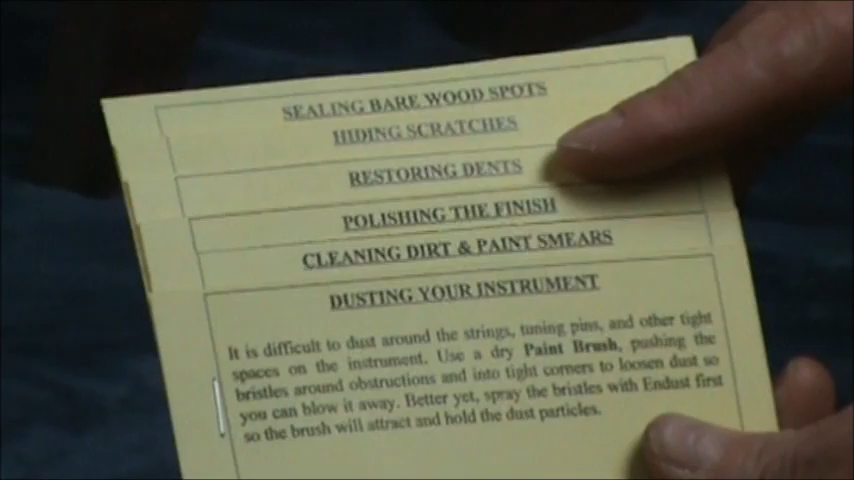 SEALING BARE WOOD SPOTS
HIDING SCRATCHES
RESTORING DENTS
POLISHING THE FINISH
CLEANING DIRT & PAINT SMEARS
DUSTING YOUR INSTRUMENT
It is difficult to dust around the strings, tuning pins, and other tight
spaces on the instrument. Use a dry Paint Brush, pushing the
bristles around obstructions and into tight corners to loosen dust so
you can blow it away. Better yet, spray the bristles with Endust first
so the brush will attract and hold the dust particles.